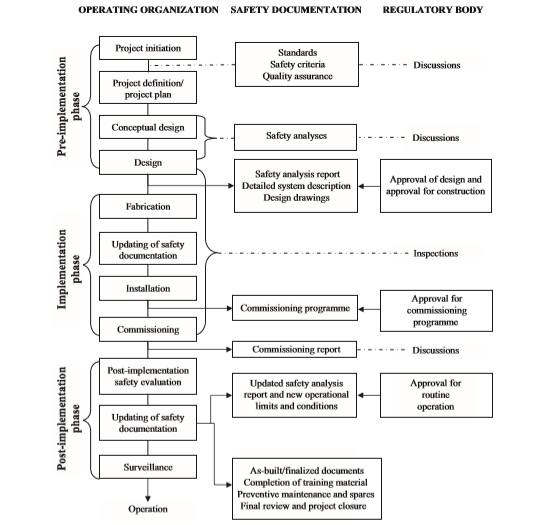 OPERATING ORGANIZATION
SAFETY DOCUMENTATION
REGULATORY BODY
Pre-implementation
phase
Project initiation
Standards
Safety criteria
Quality assurance
Discussions
Project definition/
project plan
Conceptual design
Safety analyses
Discussions
Design
Safety analysis report
Detailed system description
Design drawings
Approval of design and
approval for construction
Implementation
phase
Fabrication
Updating of safety
documentation
Inspections
Installation
Commissioning programme
Approval for
commissioning
programme
Commissioning
Commissioning report
Discussions
Post-implementation
phase
Post-implementation
safety evaluation
Updated safety analysis
report and new operational
limits and conditions
Approval for
routine
operation
Updating of safety
documentation
Surveillance
As-built/finalized documents
Completion of training material
Preventive maintenance and spares
Final review and project closure
Operation